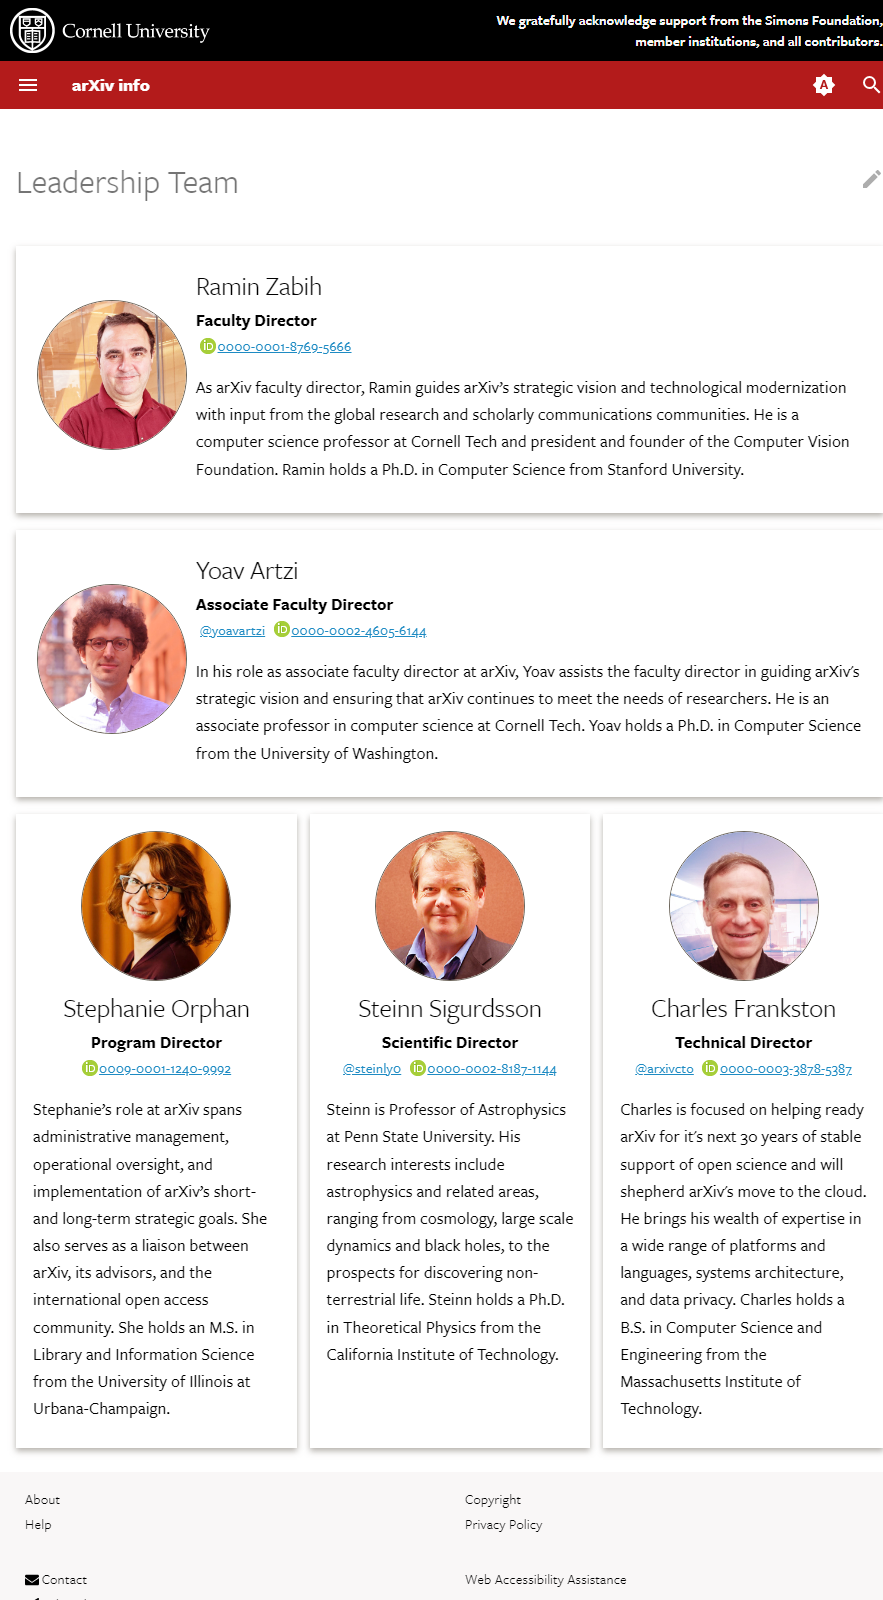 Cornell University
We gratefully acknowledge support from the Simons Foundation,
member institutions, and all contributors.
arXiv info
A
Leadership Team
Ramin Zabih
Faculty Director
iD 0000-0001-8769-5666
As arXiv faculty director, Ramin guides arXiv’s strategic vision and technological modernization
with input from the global research and scholarly communications communities. He is a
computer science professor at Cornell Tech and president and founder of the Computer Vision
Foundation. Ramin holds a Ph.D. in Computer Science from Stanford University.
Yoav Artzi
Associate Faculty Director
@yoavartzi iD 0000-0002-4605-6144
In his role as associate faculty director at arXiv, Yoav assists the faculty director in guiding arXiv's
strategic vision and ensuring that arXiv continues to meet the needs of researchers. He is an
associate professor in computer science at Cornell Tech. Yoav holds a Ph.D. in Computer Science
from the University of Washington.
Stephanie Orphan
Program Director
iD 0009-0001-1240-9992
Stephanie’s role at arXiv spans
administrative management,
operational oversight, and
implementation of arXiv’s short-
and long-term strategic goals. She
also serves as a liaison between
arXiv, its advisors, and the
international open access
community. She holds an M.S. in
Library and Information Science
from the University of Illinois at
Urbana-Champaign.
Steinn Sigurdsson
Scientific Director
@steinly0 iD 0000-0002-8187-1144
Steinn is Professor of Astrophysics
at Penn State University. His
research interests include
astrophysics and related areas,
ranging from cosmology, large scale
dynamics and black holes, to the
prospects for discovering non-
terrestrial life. Steinn holds a Ph.D.
in Theoretical Physics from the
California Institute of Technology.
Charles Frankston
Technical Director
@arxivcto iD 0000-0003-3878-5387
Charles is focused on helping ready
arXiv for it's next 30 years of stable
support of open science and will
shepherd arXiv's move to the cloud.
He brings his wealth of expertise in
a wide range of platforms and
languages, systems architecture,
and data privacy. Charles holds a
B.S. in Computer Science and
Engineering from the
Massachusetts Institute of
Technology.
About
Help
Copyright
Privacy Policy
Contact
Web Accessibility Assistance